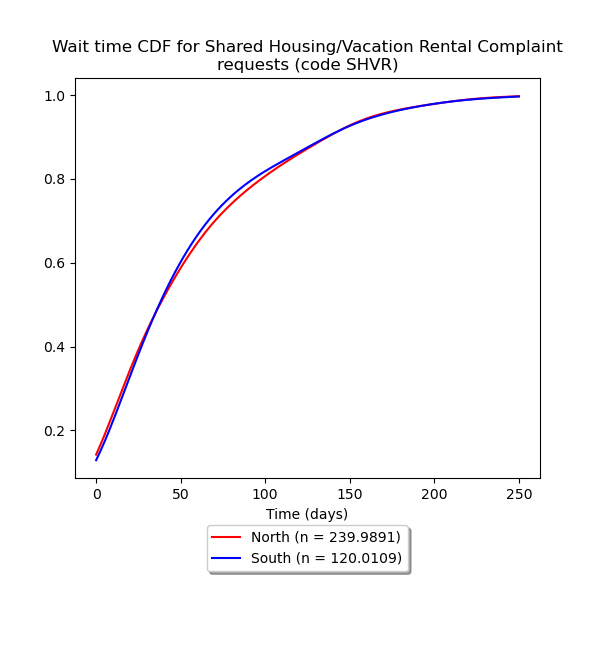 Wait time CDF for Shared Housing/Vacation Rental Complaint
requests (code SHVR)
1.0
0.8
0.6
0.4
0.2
0 50 100 150 200 250
Time (days)
North (n = 239.9891)
South (n = 120.0109)